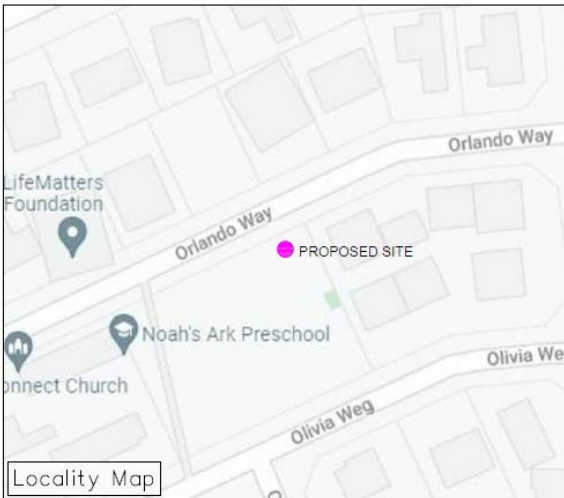 Orlando Way
LifeMatters
Foundation
Orlando Way
PROPOSED SITE
Noah's Ark Preschool
onnect Church
Olivia We
Olivia Weg
Locality Map